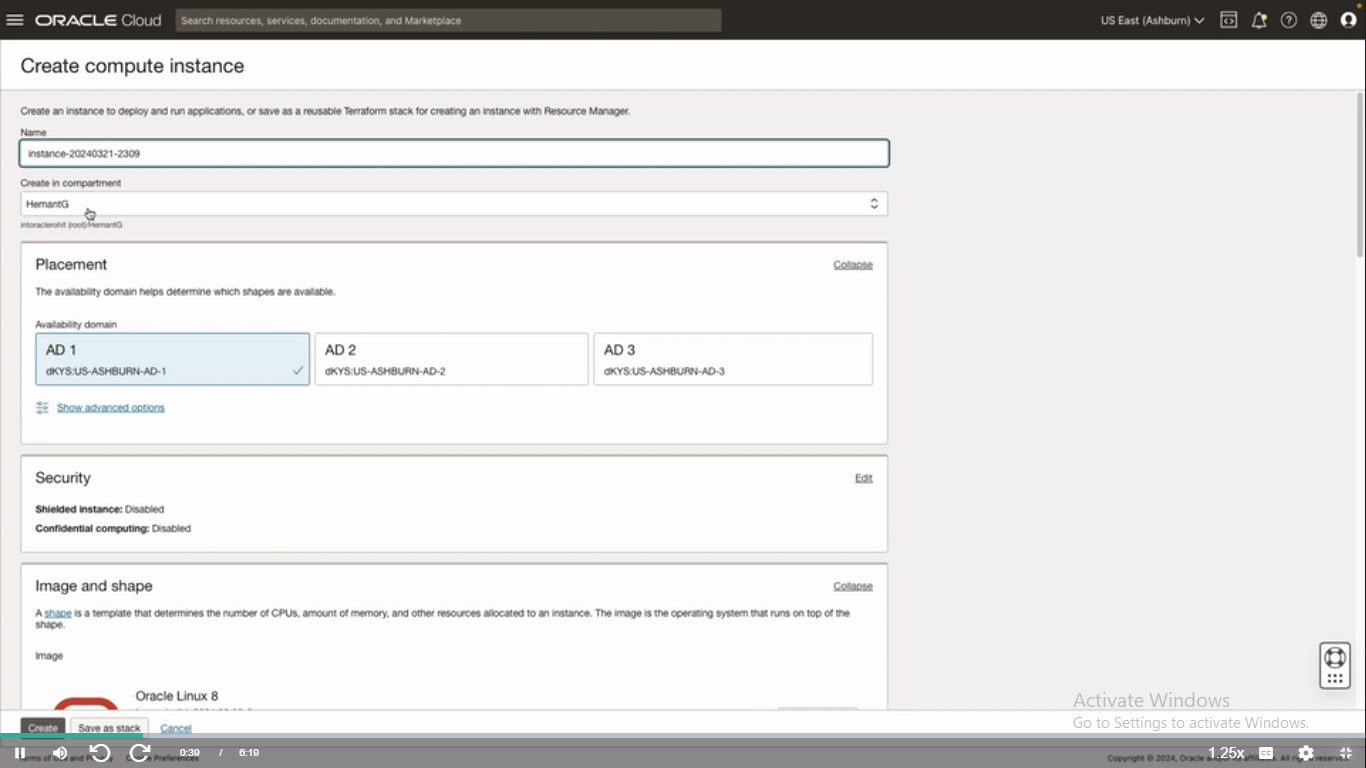 ORACLE Cloud
Search resources, services, documentation, and Marketplace
US East (Ashburn)
Create compute instance
Create an instance to deploy and run applications, or save as a reusable Terraform stack for creating an instance with Resource Manager.
Name
instance-20240321-2309
Create in compartment
HemantG
intoraclerohit (root)/HemantG
Placement
Collapse
The availability domain helps determine which shapes are available.
Availability domain
AD 1
dKYS:US-ASHBURN-AD-1
AD 2
dKYS:US-ASHBURN-AD-2
AD 3
dKYS:US-ASHBURN-AD-3
Show advanced options
Security
Edit
Shielded instance: Disabled
Confidential computing: Disabled
Image and shape
Collapse
A shape is a template that determines the number of CPUs, amount of memory, and other resources allocated to an instance. The image is the operating system that runs on top of the
shape.
Image
Oracle Linux 8
Activate Windows
Go to Settings to activate Windows.
Create
Save as stack
Cancel
0:39 / 6:19
1.25x
CC
Preferences
Copyright © 2024, Oracle